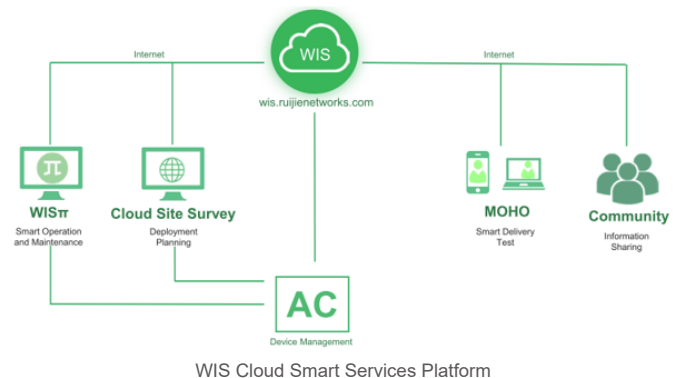 Internet
WIS
Internet
wis.ruijienetworks.com
π
WISπ
Smart Operation
and Maintenance
Cloud Site Survey
Deployment
Planning
MOHO
Smart Delivery
Test
Community
Information
Sharing
AC
Device Management
WIS Cloud Smart Services Platform